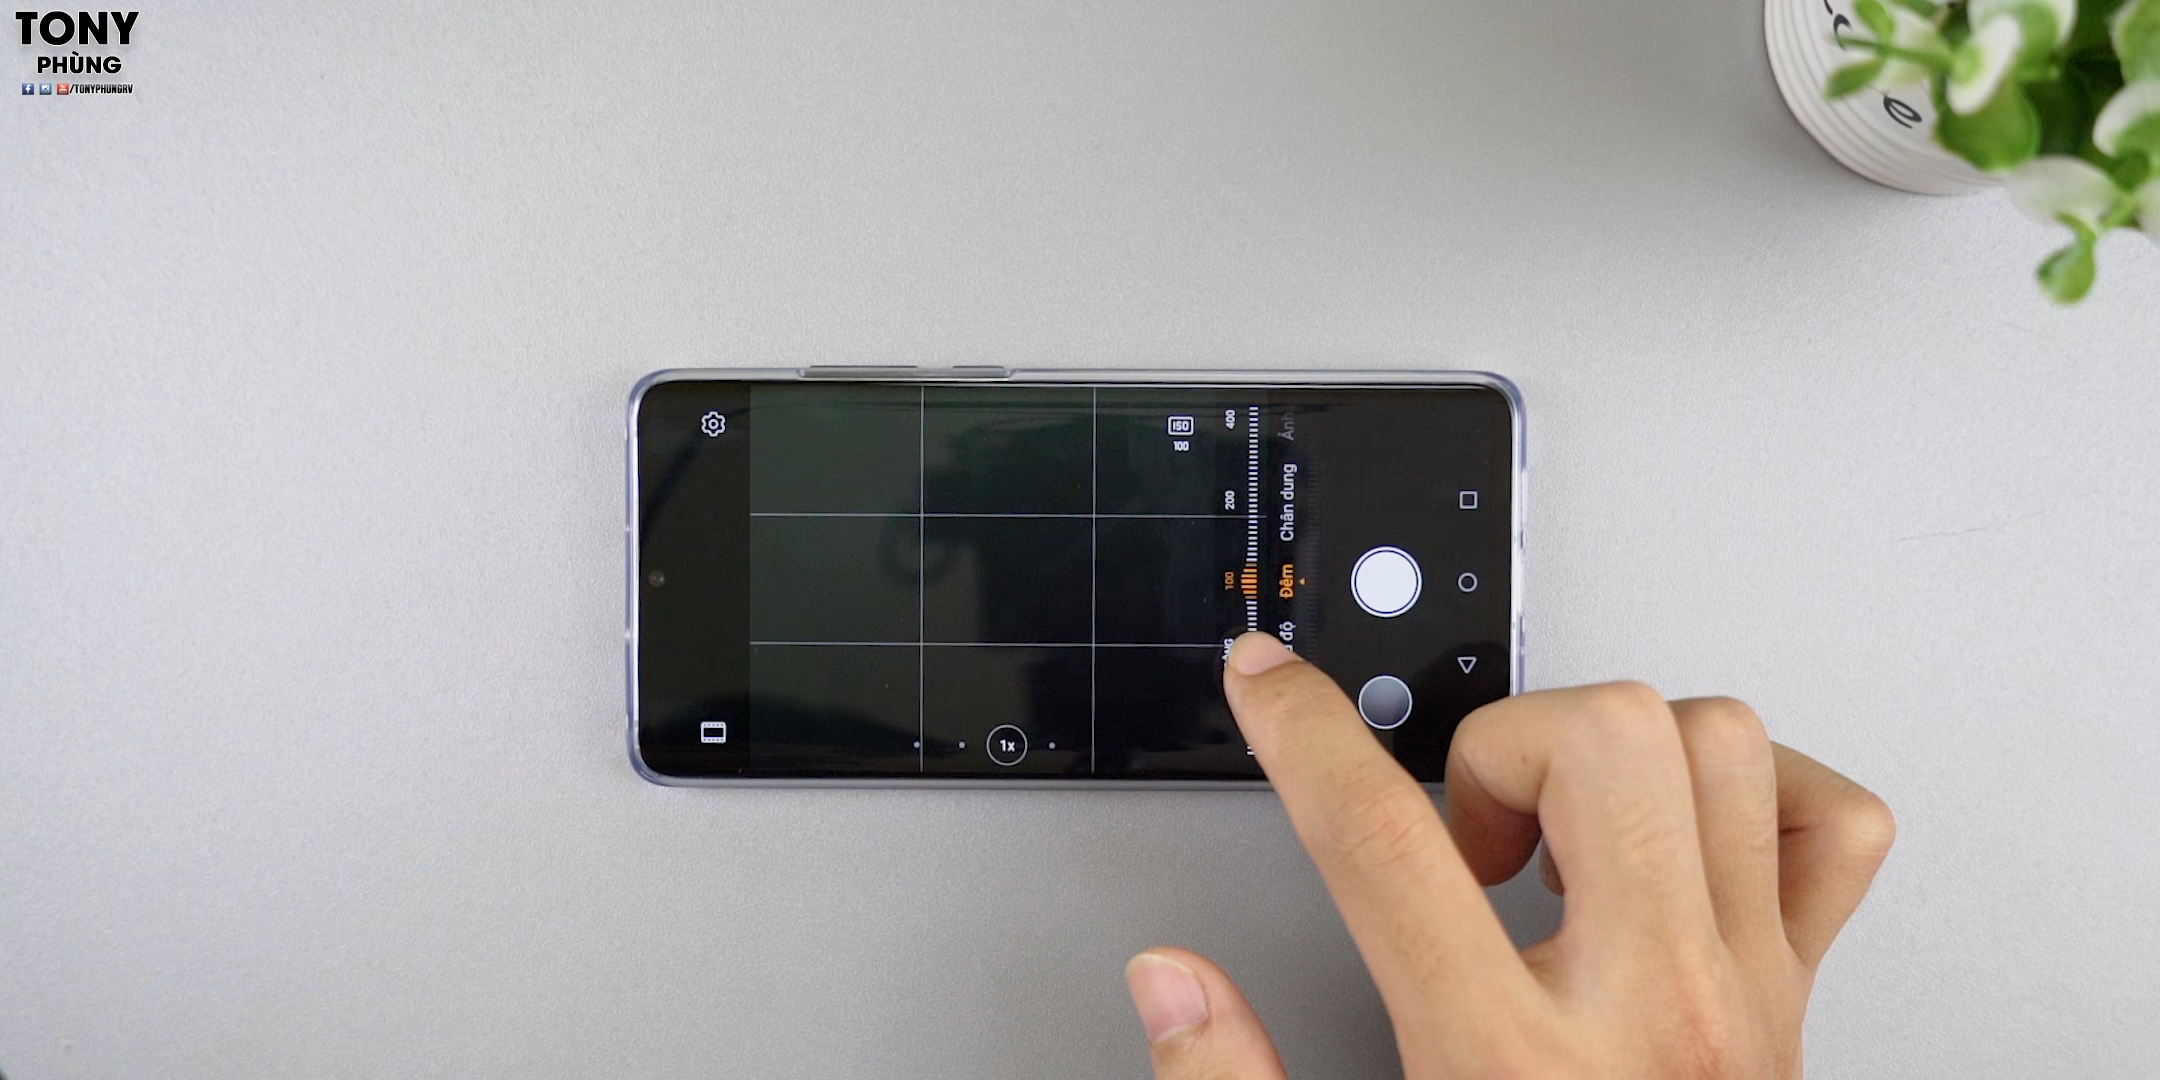 TONY
PHÙNG
/TONYPHUNGRV
ISO
100
400
200
100
Ảnh
Chân dung
Đêm
độ
1x